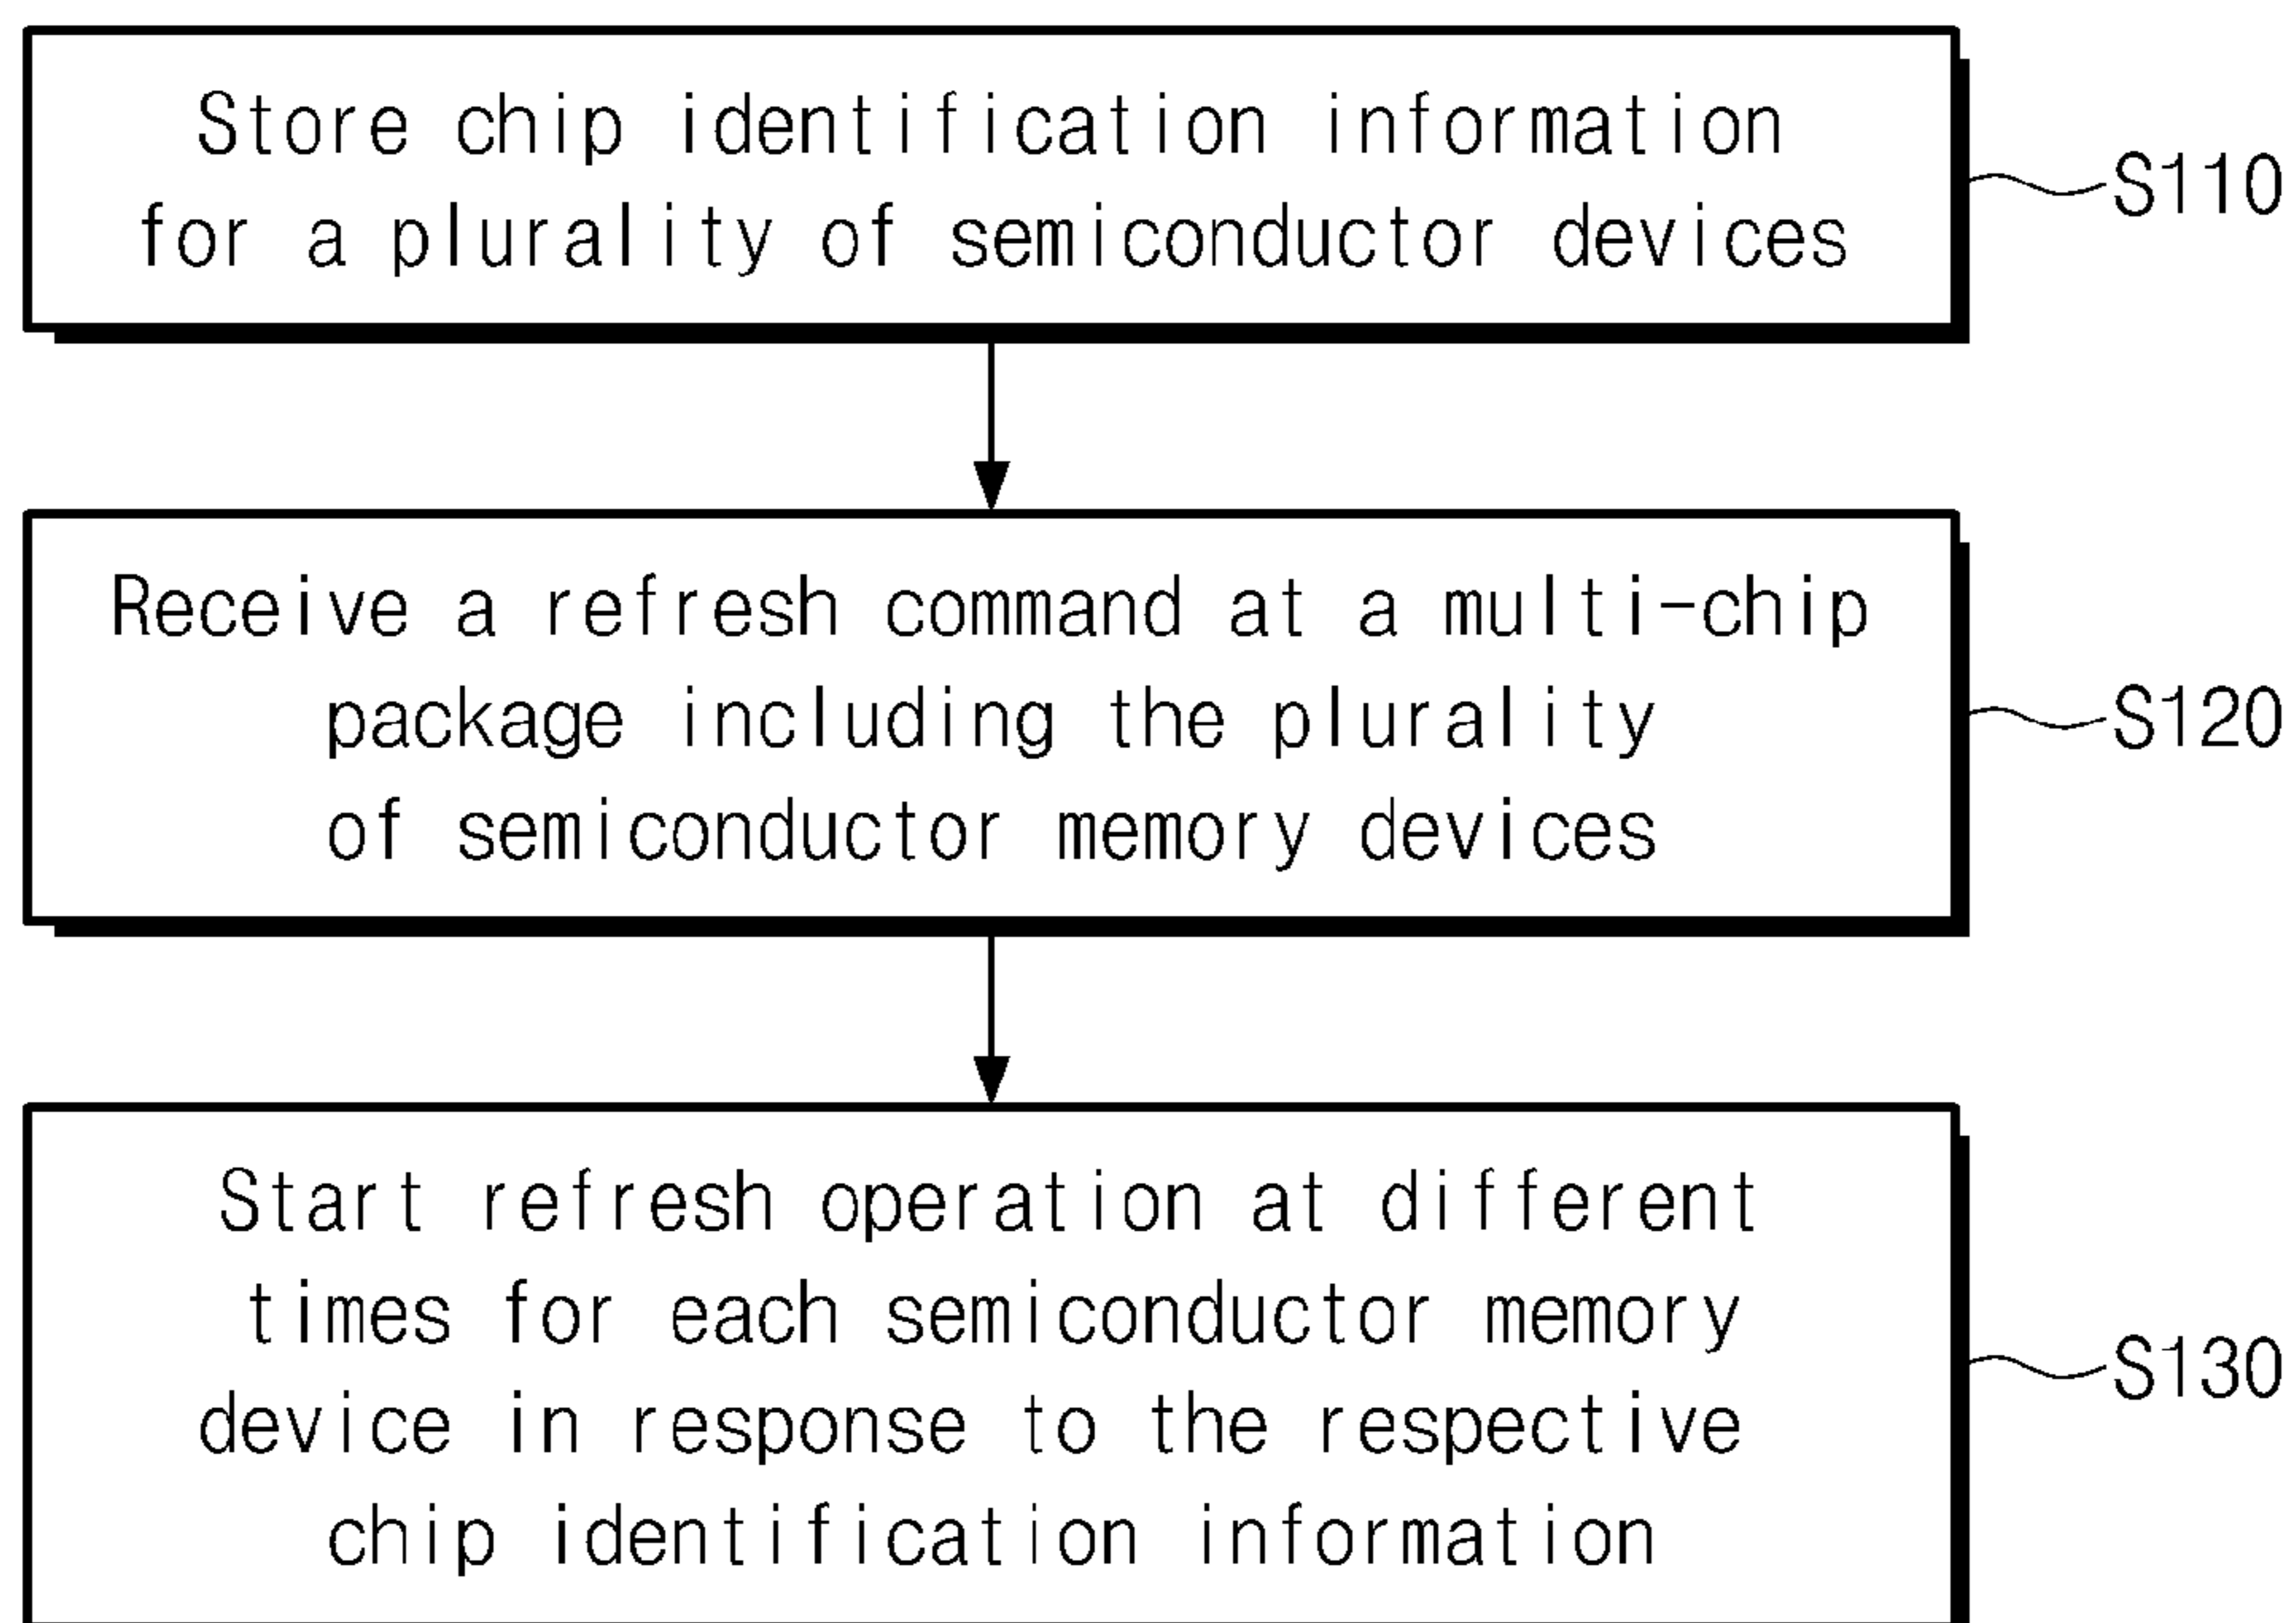 Store chip identification information
for a plurality of semiconductor devices
S110
Receive a refresh command at a multi-chip
package including the plurality
of semiconductor memory devices
S120
Start refresh operation at different
times for each semiconductor memory
device in response to the respective
chip identification information
S130